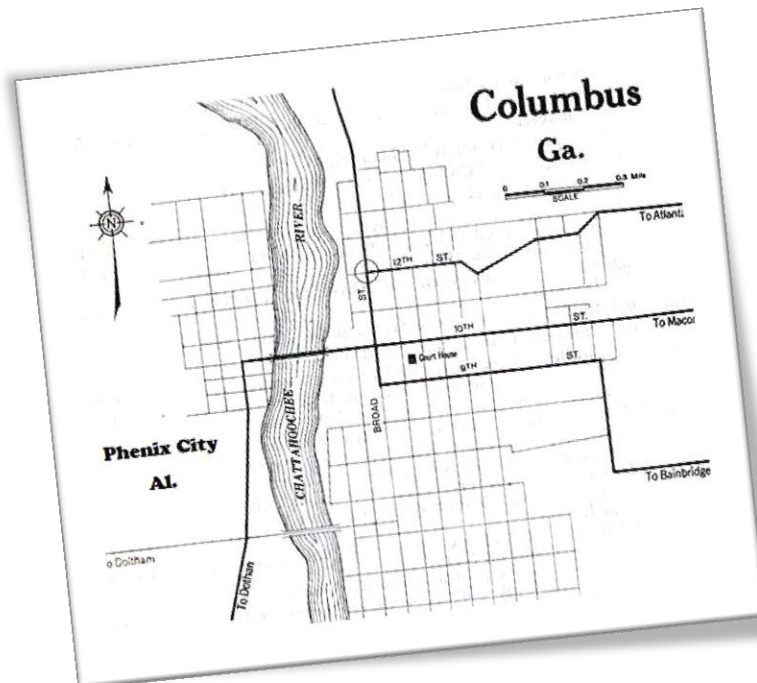 Columbus
Ga.
0 0.1 0.2 0.3 Mile
SCALE
N
RIVER
12TH ST.
To Atlanta
ST.
10TH ST.
To Macon
Court House
9TH ST.
BROAD
CHATTAHOOCHEE
Phenix City
Al.
To Bainbridge
o Doltham
To Dothan